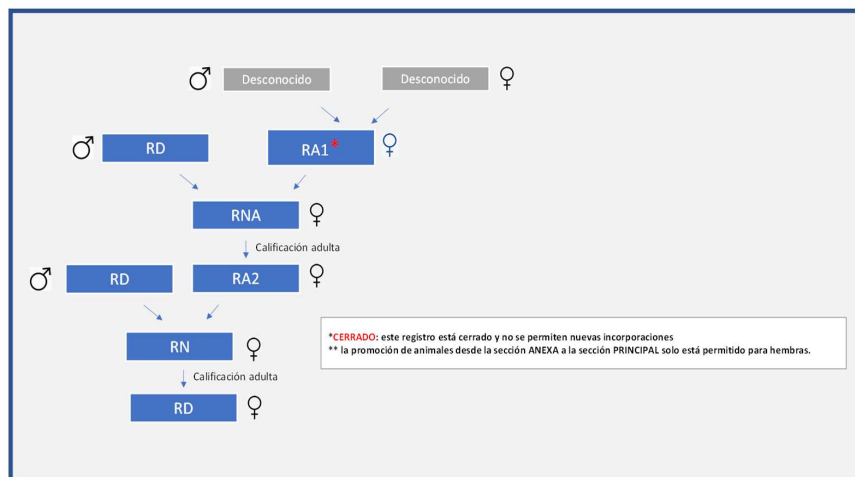 Desconocido
Desconocido
RD
RA1*
RNA
Calificación adulta
RD
RA2
RN
Calificación adulta
RD
*CERRADO: este registro está cerrado y no se permiten nuevas incorporaciones
** la promoción de animales desde la sección ANEXA a la sección PRINCIPAL solo está permitido para hembras.